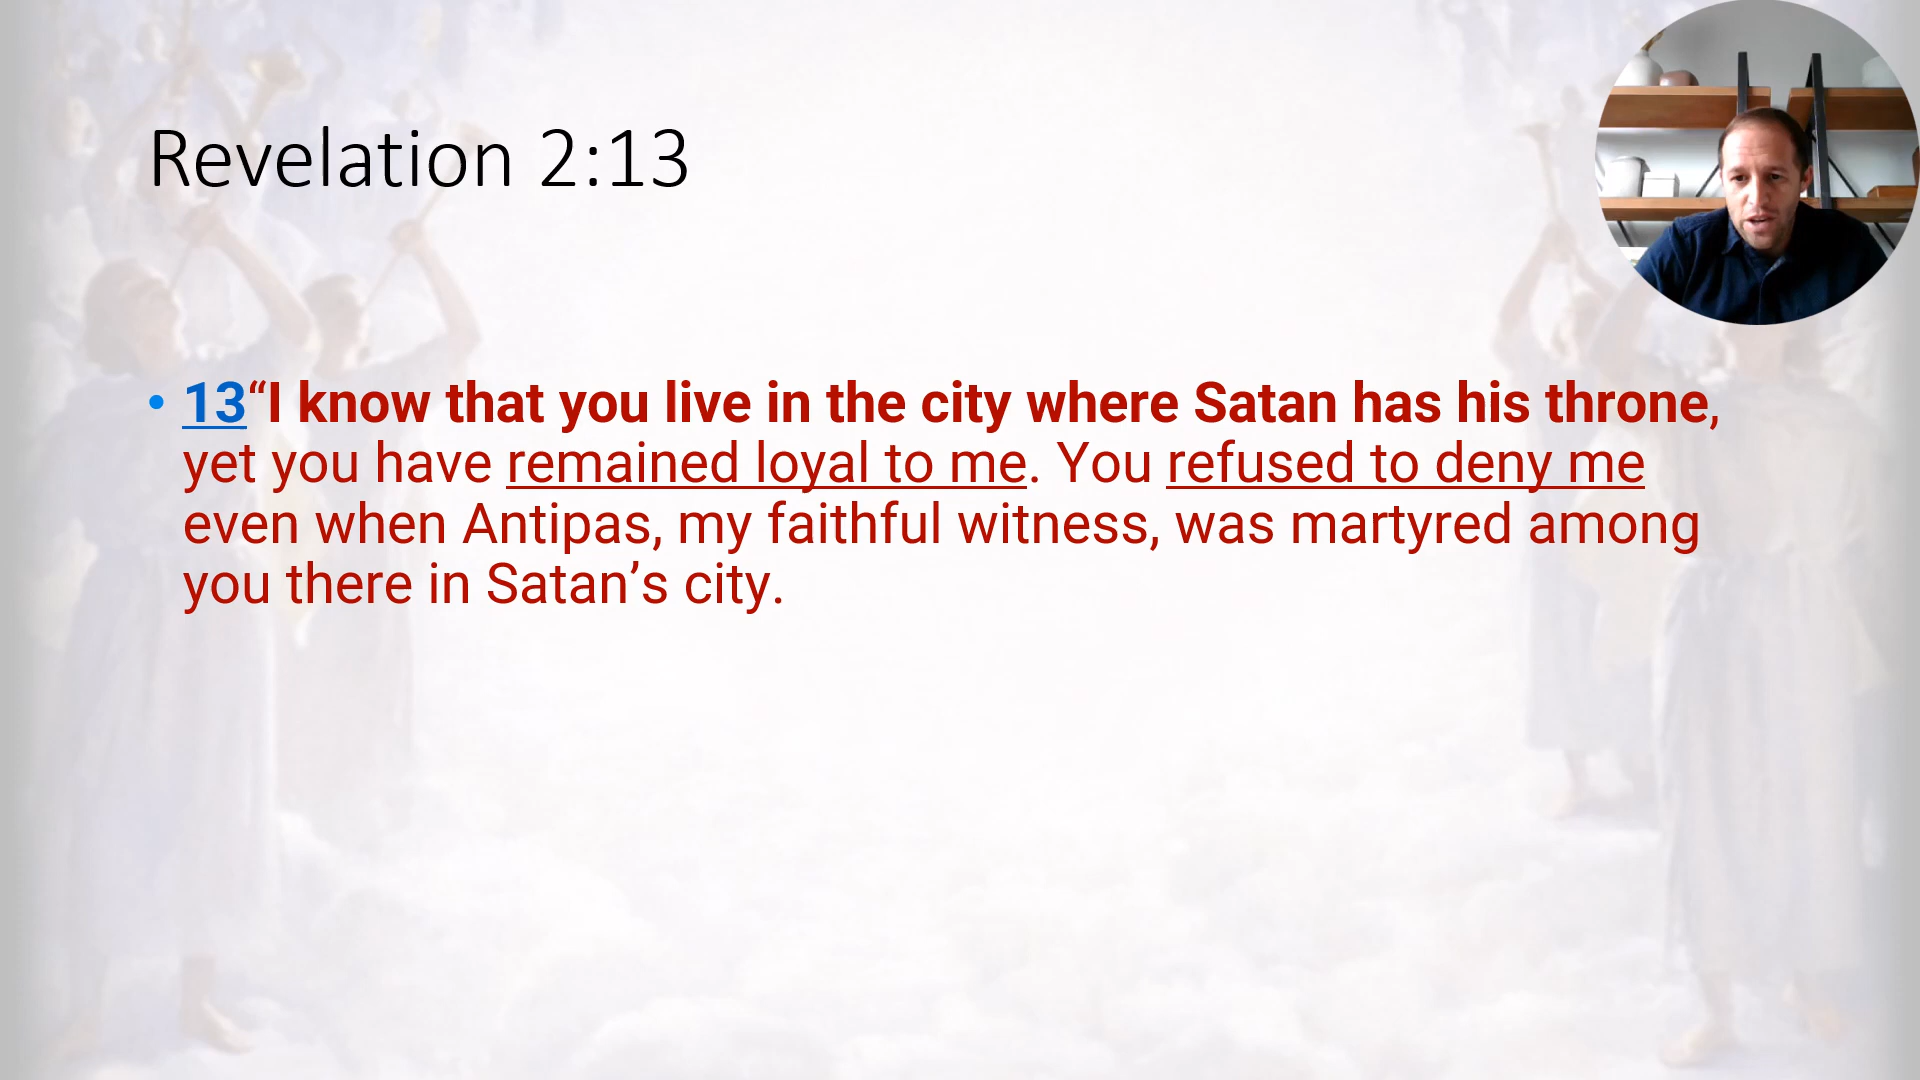 Revelation 2:13
• 13“I know that you live in the city where Satan has his throne,
yet you have remained loyal to me. You refused to deny me
even when Antipas, my faithful witness, was martyred among
you there in Satan’s city.